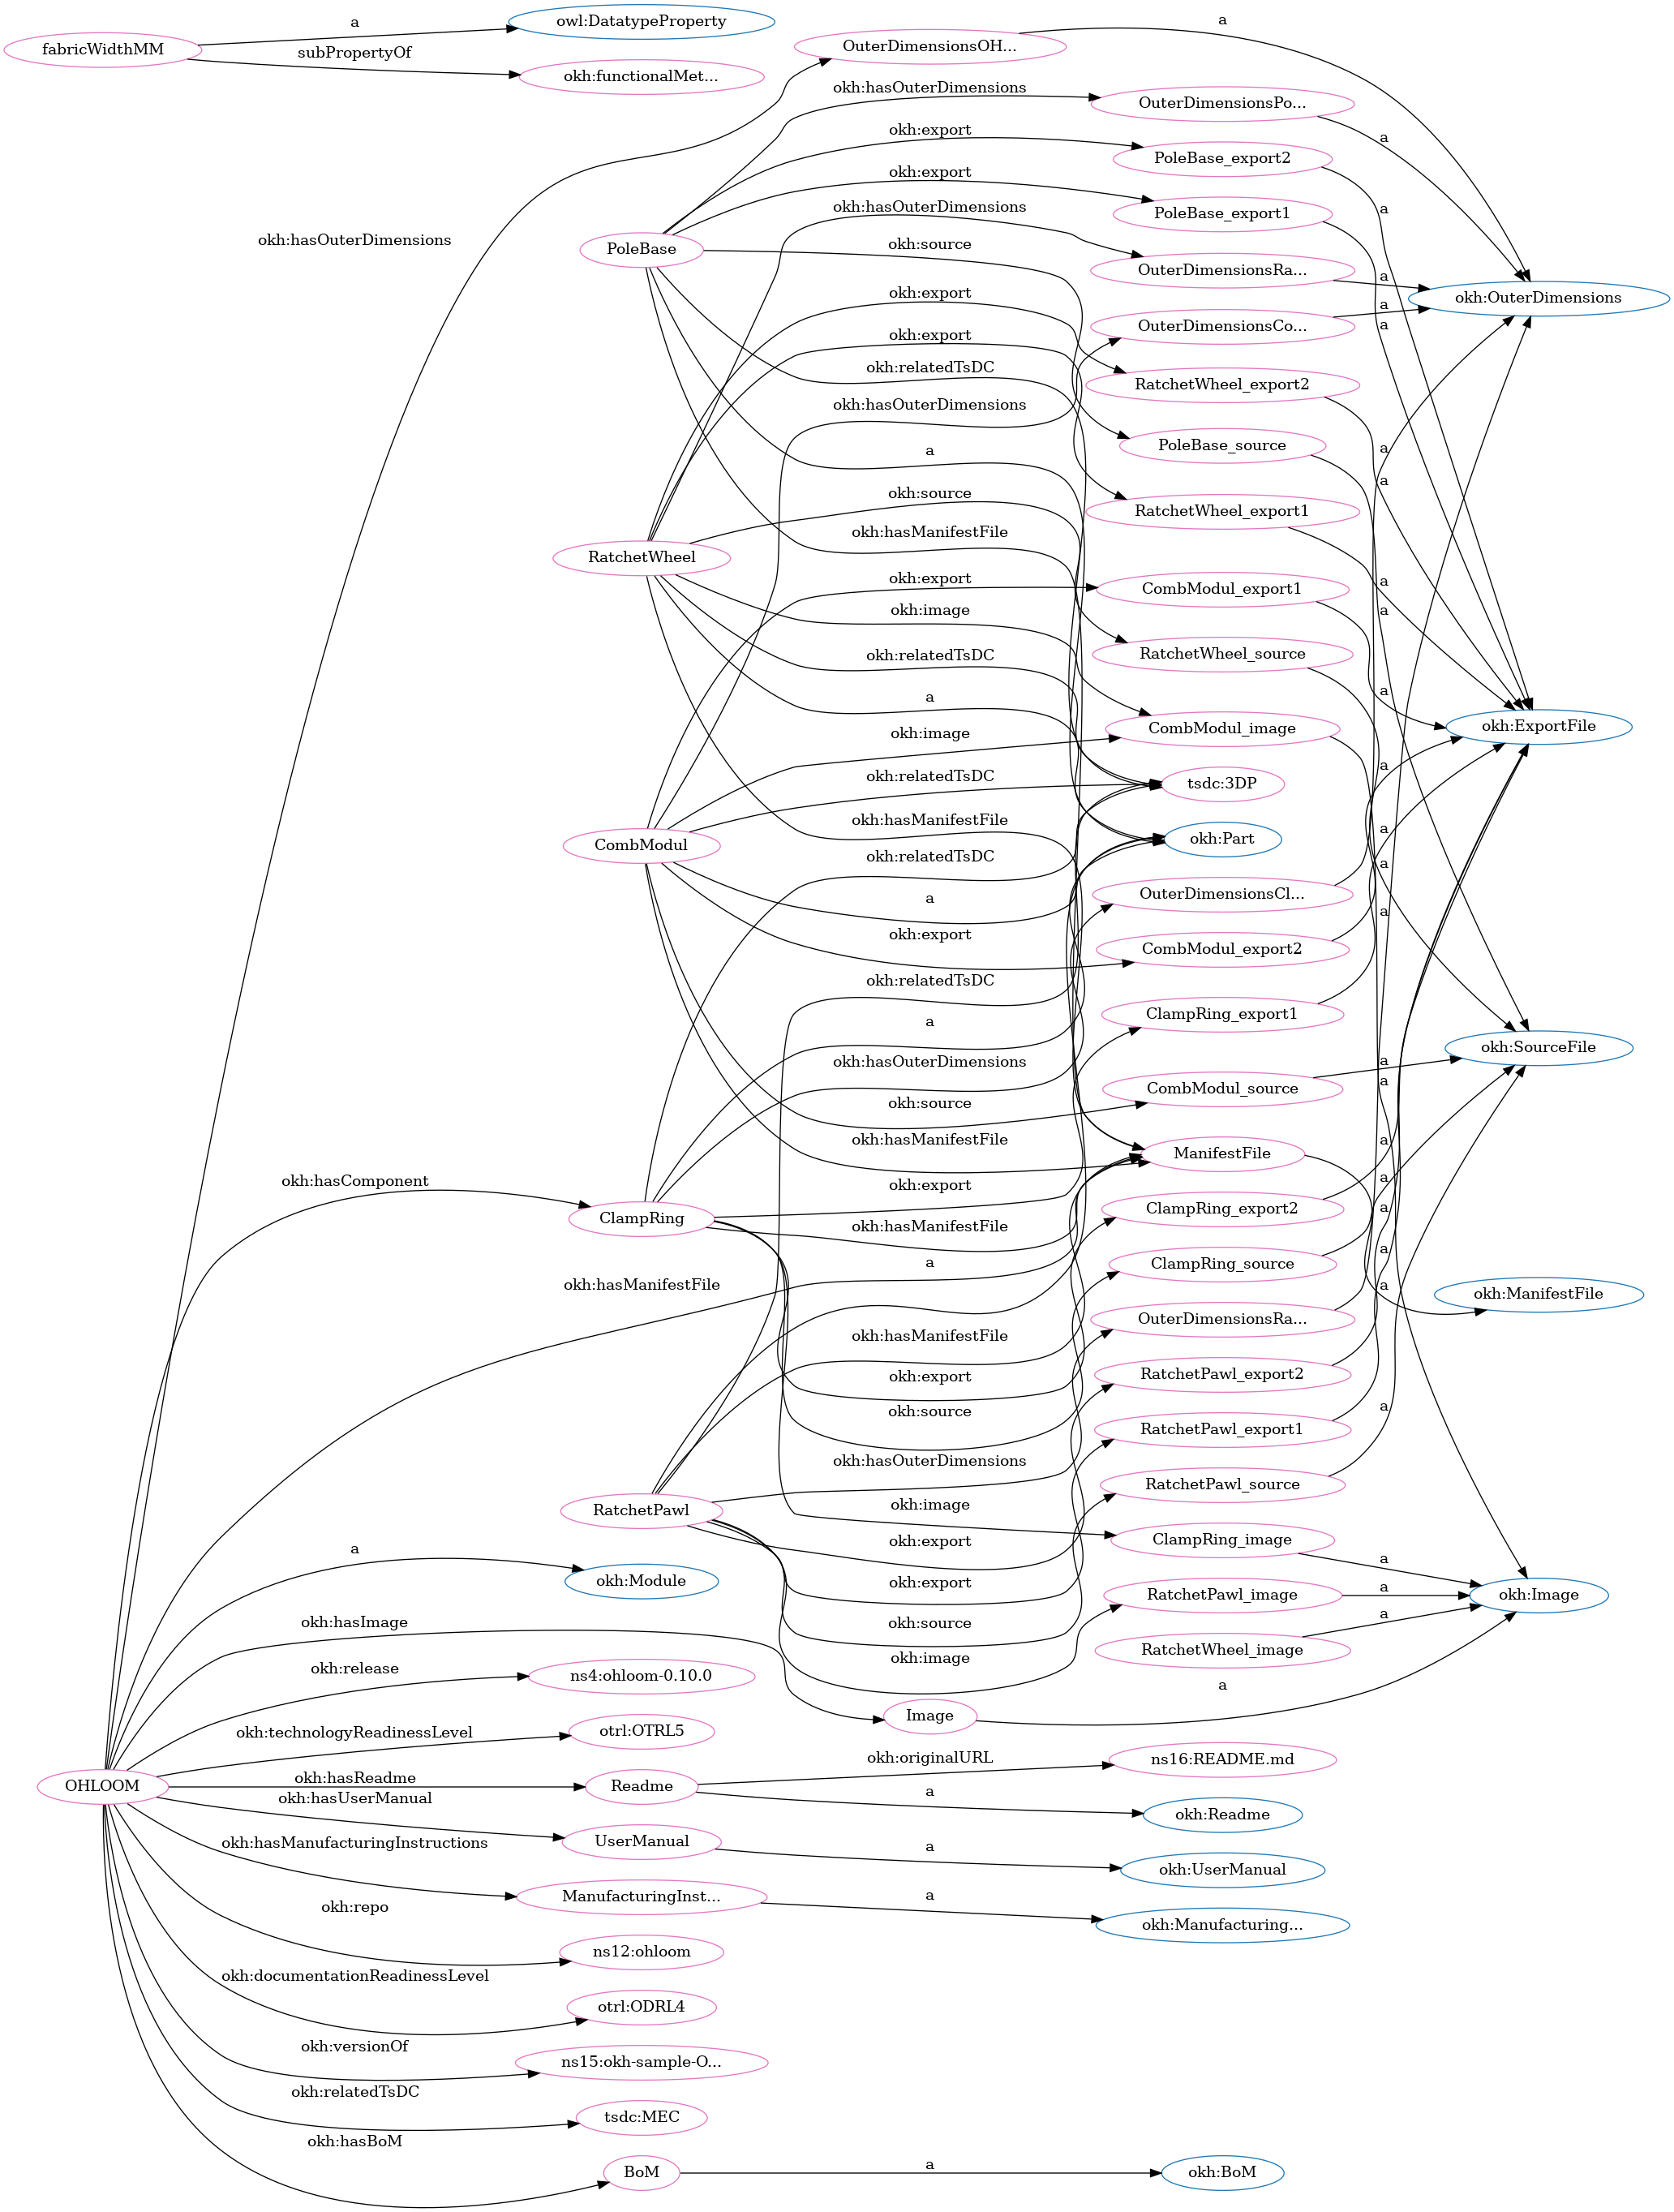 a
owl:DatatypeProperty
fabricWidthMM
subPropertyOf
okh:functionalMet...
OuterDimensionsOH...
a
okh:hasOuterDimensions
OuterDimensionsPo...
a
okh:export
PoleBase_export2
okh:export
PoleBase_export1
a
okh:hasOuterDimensions
okh:hasOuterDimensions
PoleBase
okh:source
OuterDimensionsRa...
a
okh:OuterDimensions
okh:export
a
OuterDimensionsCo...
a
okh:export
okh:relatedTsDC
RatchetWheel_export2
okh:hasOuterDimensions
PoleBase_source
a
a
a
okh:source
RatchetWheel_export1
okh:hasManifestFile
RatchetWheel
okh:export
CombModul_export1
a
okh:image
a
okh:relatedTsDC
RatchetWheel_source
a
a
okh:image
CombModul_image
okh:ExportFile
okh:relatedTsDC
tsdc:3DP
a
okh:hasManifestFile
a
CombModul
okh:Part
okh:relatedTsDC
a
a
OuterDimensionsCl...
a
okh:export
CombModul_export2
okh:relatedTsDC
a
ClampRing_export1
okh:SourceFile
okh:hasOuterDimensions
a
CombModul_source
a
okh:source
okh:hasManifestFile
a
ManifestFile
okh:hasComponent
okh:export
a
ClampRing
ClampRing_export2
a
okh:hasManifestFile
a
a
ClampRing_source
okh:hasManifestFile
a
okh:ManifestFile
OuterDimensionsRa...
okh:hasManifestFile
okh:export
RatchetPawl_export2
okh:source
a
RatchetPawl_export1
okh:hasOuterDimensions
RatchetPawl_source
okh:image
RatchetPawl
okh:export
ClampRing_image
a
a
okh:Module
okh:export
RatchetPawl_image
a
okh:Image
okh:hasImage
okh:source
a
RatchetWheel_image
okh:image
okh:release
ns4:ohloom-0.10.0
a
Image
okh:technologyReadinessLevel
otrl:OTRL5
okh:originalURL
ns16:README.md
OHLOOM
okh:hasReadme
Readme
a
okh:Readme
okh:hasUserManual
UserManual
a
okh:UserManual
okh:hasManufacturingInstructions
ManufacturingInst...
a
okh:Manufacturing...
okh:repo
ns12:ohloom
okh:documentationReadinessLevel
otrl:ODRL4
okh:versionOf
ns15:okh-sample-O...
okh:relatedTsDC
tsdc:MEC
okh:hasBoM
BoM
a
okh:BoM